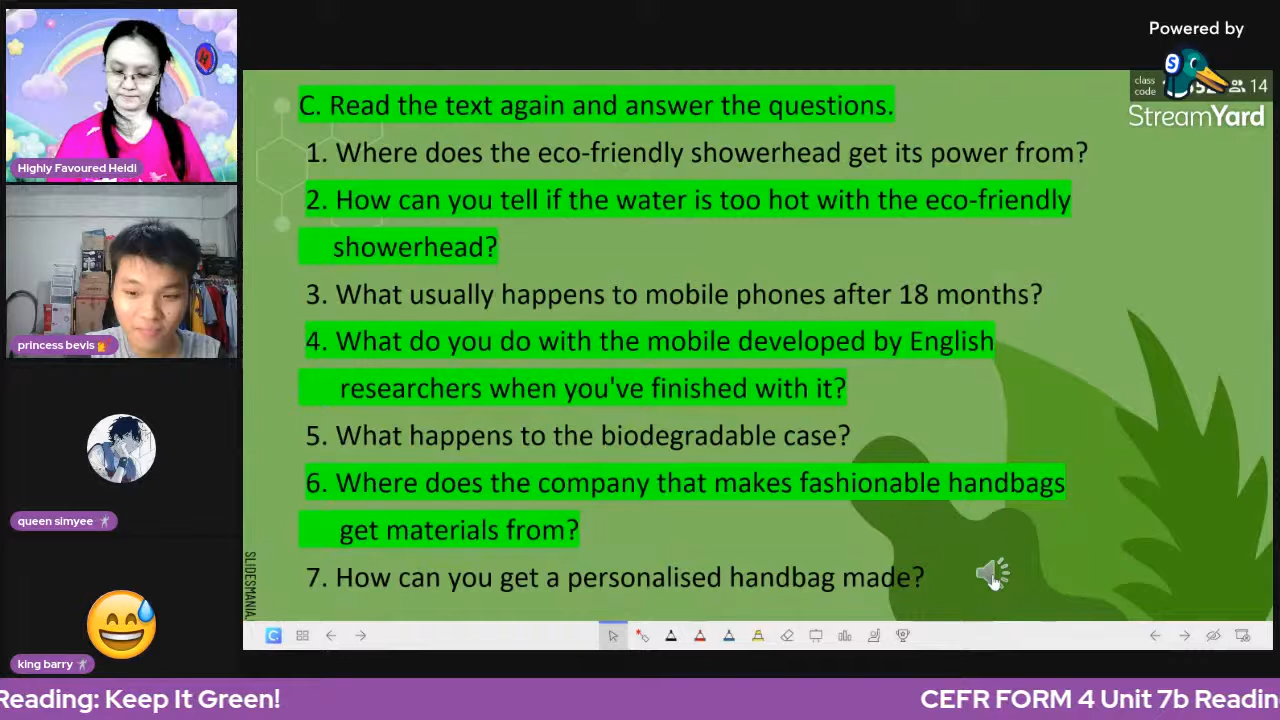 Powered by
StreamYard
class
code
14
Highly Favoured Heidi
princess bevis
queen simyee
king barry
C. Read the text again and answer the questions.
1. Where does the eco-friendly showerhead get its power from?
2. How can you tell if the water is too hot with the eco-friendly
showerhead?
3. What usually happens to mobile phones after 18 months?
4. What do you do with the mobile developed by English
researchers when you've finished with it?
5. What happens to the biodegradable case?
6. Where does the company that makes fashionable handbags
get materials from?
7. How can you get a personalised handbag made?
SLIDESMANIA
Reading: Keep It Green!
CEFR FORM 4 Unit 7b Readin